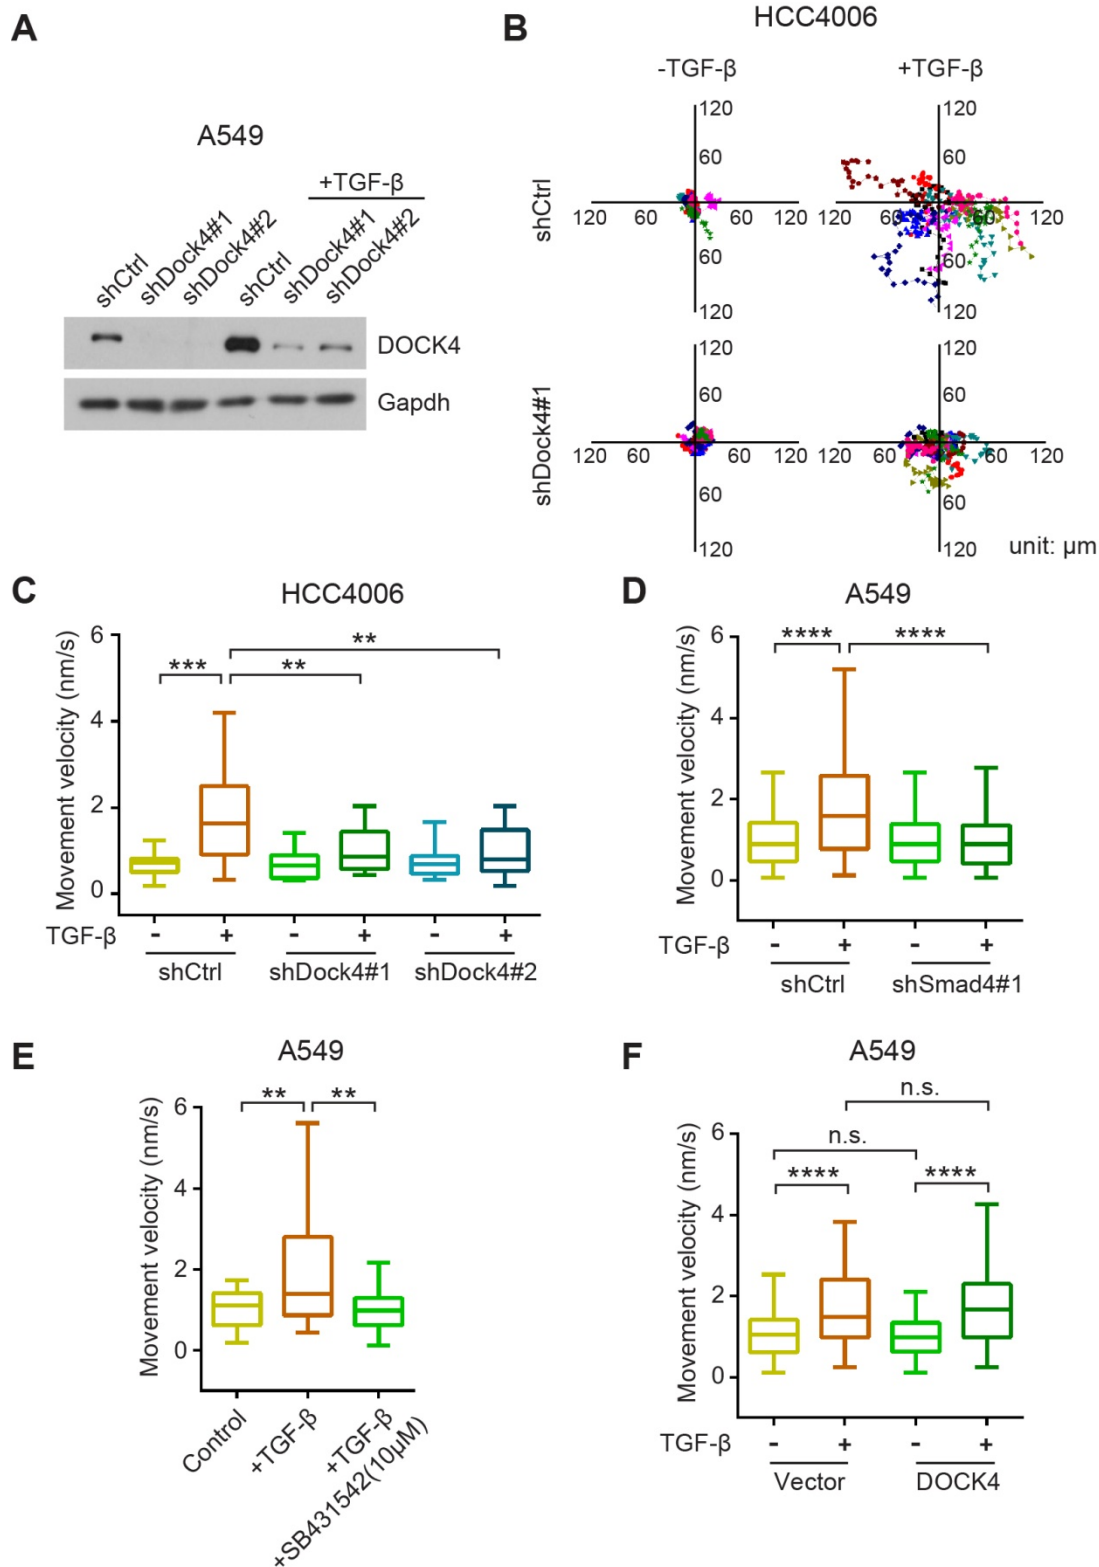 A
A549
+TGF-β
shCtrl
shDock4#1
shDock4#2
shCtrl
shDock4#1
shDock4#2
DOCK4
Gapdh
B
HCC4006
-TGF-β
+TGF-β
shCtrl
120
60
120 60 60 120
60
120
120
60
120 60 60 120
60
120
shDock4#1
120
60
120 60 60 120
60
120
120
60
120 60 60 120
60
120
unit: μm
C
HCC4006
Movement velocity (nm/s)
6
4
2
0
***
**
**
TGF-β - + - + - +
shCtrl shDock4#1 shDock4#2
D
A549
Movement velocity (nm/s)
6
4
2
0
**** ****
TGF-β - + - +
shCtrl shSmad4#1
E
A549
Movement velocity (nm/s)
6
4
2
0
** **
Control
+TGF-β
+TGF-β
+SB431542(10μM)
F
A549
Movement velocity (nm/s)
6
4
2
0
n.s.
n.s.
**** ****
TGF-β - + - +
Vector DOCK4